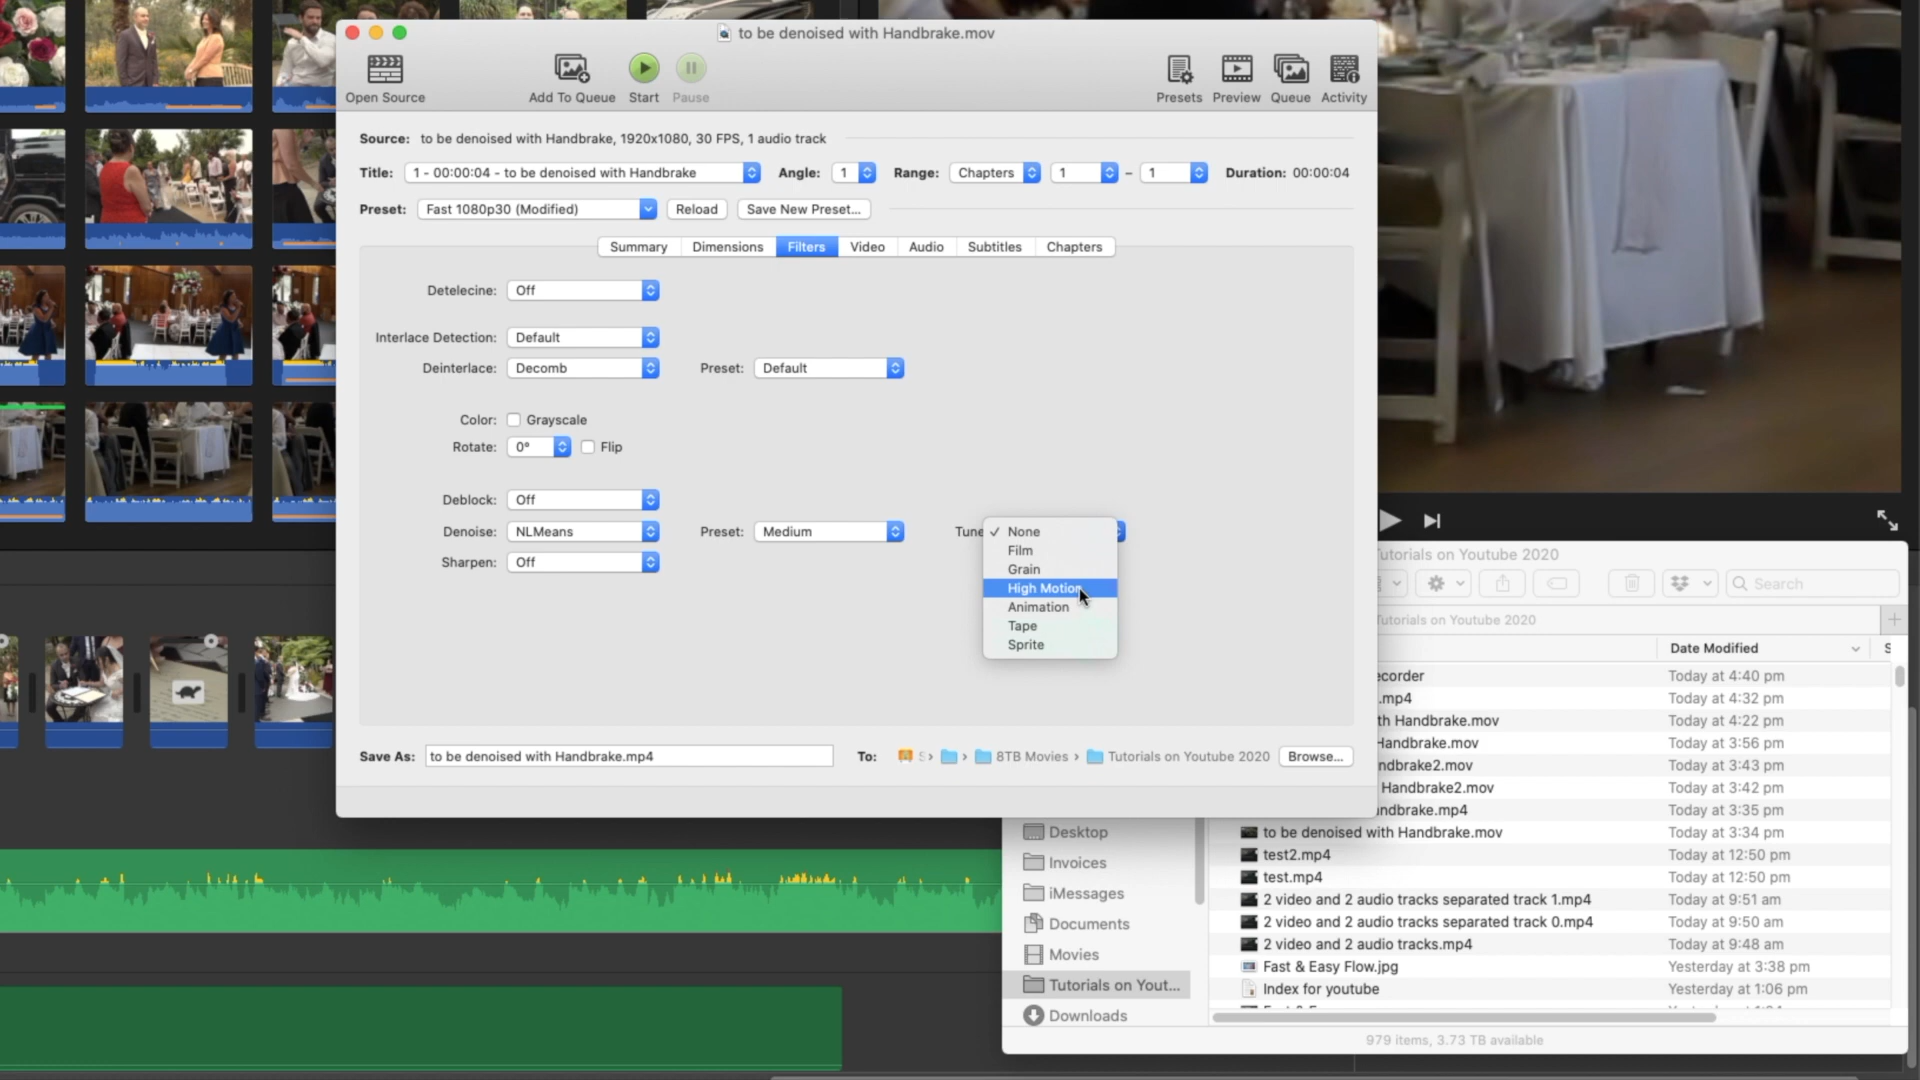 to be denoised with Handbrake.mov
Open Source
Add To Queue
Start
Pause
Presets
Preview
Queue
Activity
Source: to be denoised with Handbrake, 1920x1080, 30 FPS, 1 audio track
Title: 1 - 00:00:04 - to be denoised with Handbrake Angle: 1 Range: Chapters 1 – 1 Duration: 00:00:04
Preset: Fast 1080p30 (Modified) Reload Save New Preset...
Summary Dimensions Filters Video Audio Subtitles Chapters
Detelecine: Off
Interlace Detection: Default
Deinterlace: Decomb Preset: Default
Color: Grayscale
Rotate: 0° Flip
Deblock: Off
Denoise: NLMeans Preset: Medium Tune ✓ None
Film
Sharpen: Off
Grain
High Motion
Animation
Tape
Sprite
Save As: to be denoised with Handbrake.mp4 To: S › › 8TB Movies › Tutorials on Youtube 2020 Browse...
Tutorials on Youtube 2020
Search
Tutorials on Youtube 2020
Date Modified S
ecorder Today at 4:40 pm
.mp4 Today at 4:32 pm
th Handbrake.mov Today at 4:22 pm
Handbrake.mov Today at 3:56 pm
ndbrake2.mov Today at 3:43 pm
Handbrake2.mov Today at 3:42 pm
andbrake.mp4 Today at 3:35 pm
to be denoised with Handbrake.mov Today at 3:34 pm
test2.mp4 Today at 12:50 pm
test.mp4 Today at 12:50 pm
2 video and 2 audio tracks separated track 1.mp4 Today at 9:51 am
2 video and 2 audio tracks separated track 0.mp4 Today at 9:50 am
2 video and 2 audio tracks.mp4 Today at 9:48 am
Fast & Easy Flow.jpg Yesterday at 3:38 pm
Index for youtube Yesterday at 1:06 pm
Desktop
Invoices
iMessages
Documents
Movies
Tutorials on Yout...
Downloads
979 items, 3.73 TB available